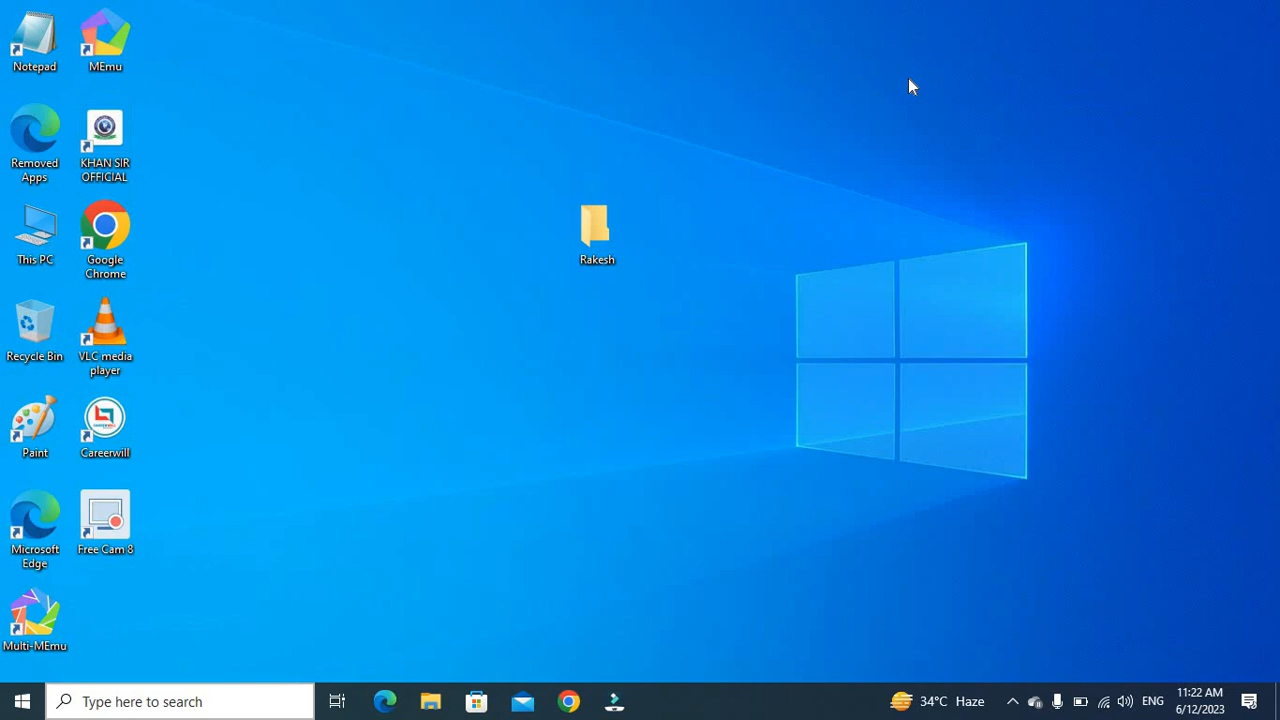 Notepad
MEmu
Removed
Apps
KHAN SIR
OFFICIAL
This PC
Google
Chrome
Rakesh
Recycle Bin
VLC media
player
Paint
Careerwill
Microsoft
Edge
Free Cam 8
Multi-MEmu
Type here to search
34°C Haze
ENG
11:22 AM
6/12/2023